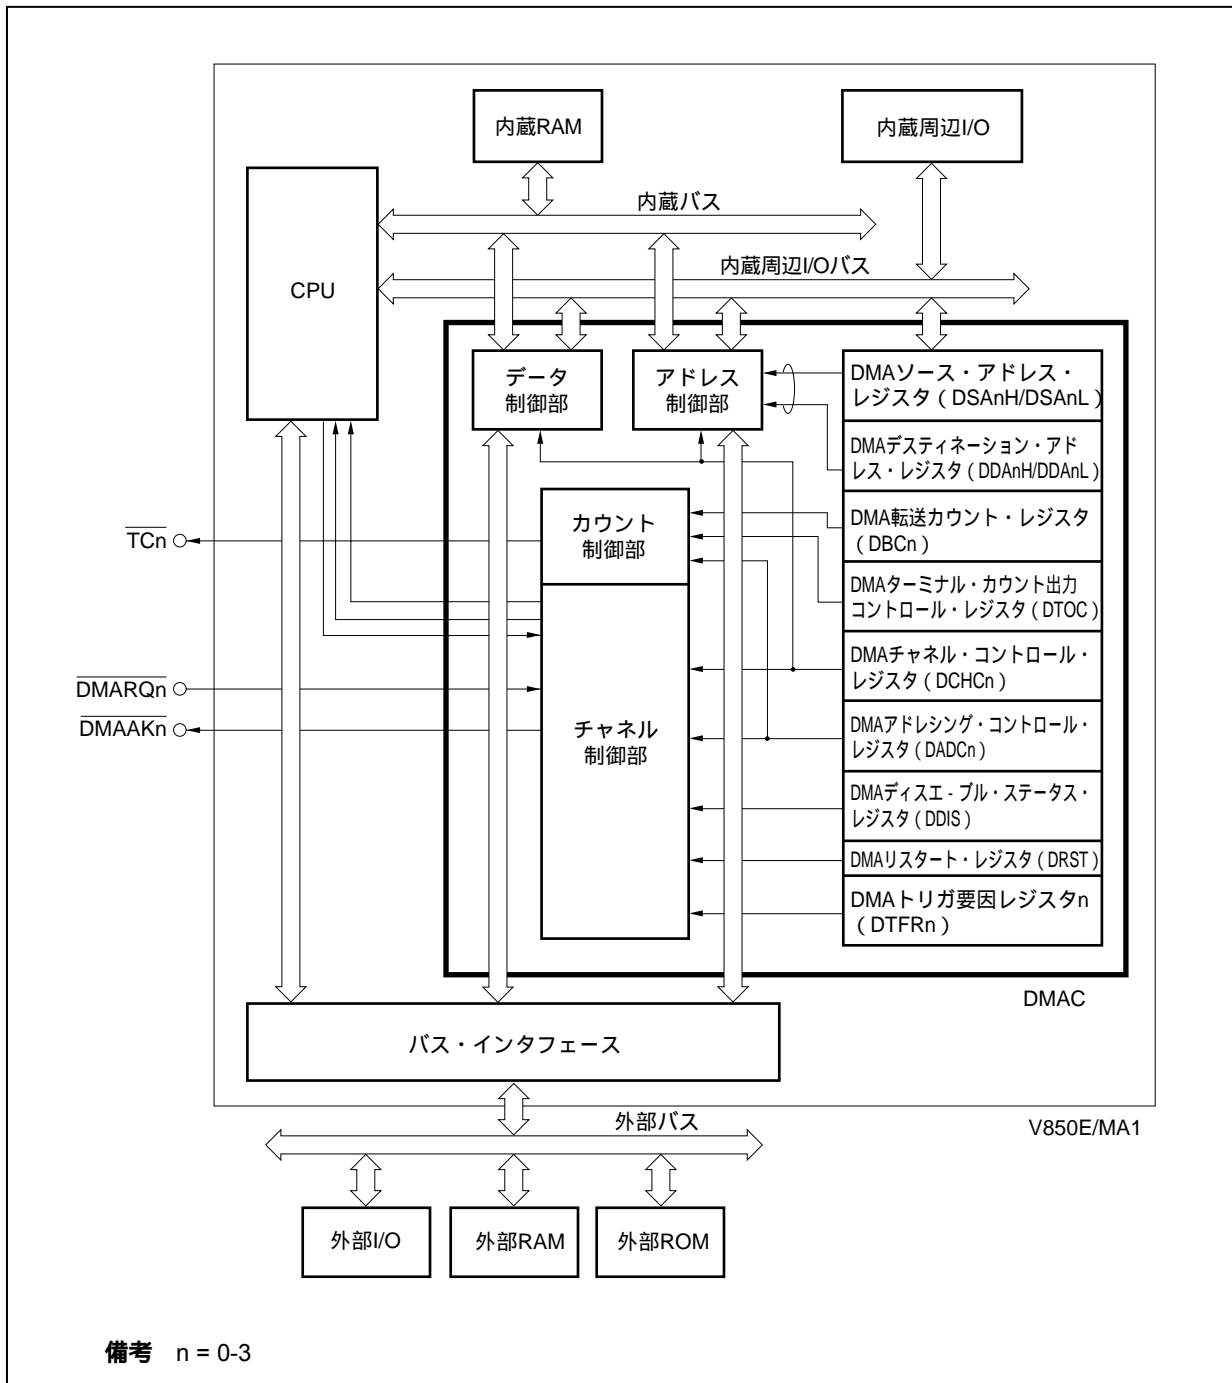 内蔵RAM
内蔵周辺I/O
内蔵バス
内蔵周辺I/Oバス
CPU
データ
制御部
アドレス
制御部
DMAソース・アドレス・
レジスタ（DSAnH/DSAnL）
DMAデスティネーション・アド
レス・レジスタ（DDAnH/DDAnL）
カウント
制御部
DMA転送カウント・レジスタ
（DBCn）
TCn
DMAターミナル・カウント出力
コントロール・レジスタ（DTOC）
DMAチャネル・コントロール・
レジスタ（DCHCn）
DMARQn
DMAAKn
チャネル
制御部
DMAアドレシング・コントロール・
レジスタ（DADCn）
DMAディスエ-ブル・ステータス・
レジスタ（DDIS）
DMAリスタート・レジスタ（DRST）
DMAトリガ要因レジスタn
（DTFRn）
DMAC
バス・インタフェース
V850E/MA1
外部バス
外部I/O
外部RAM
外部ROM
備考 n = 0-3